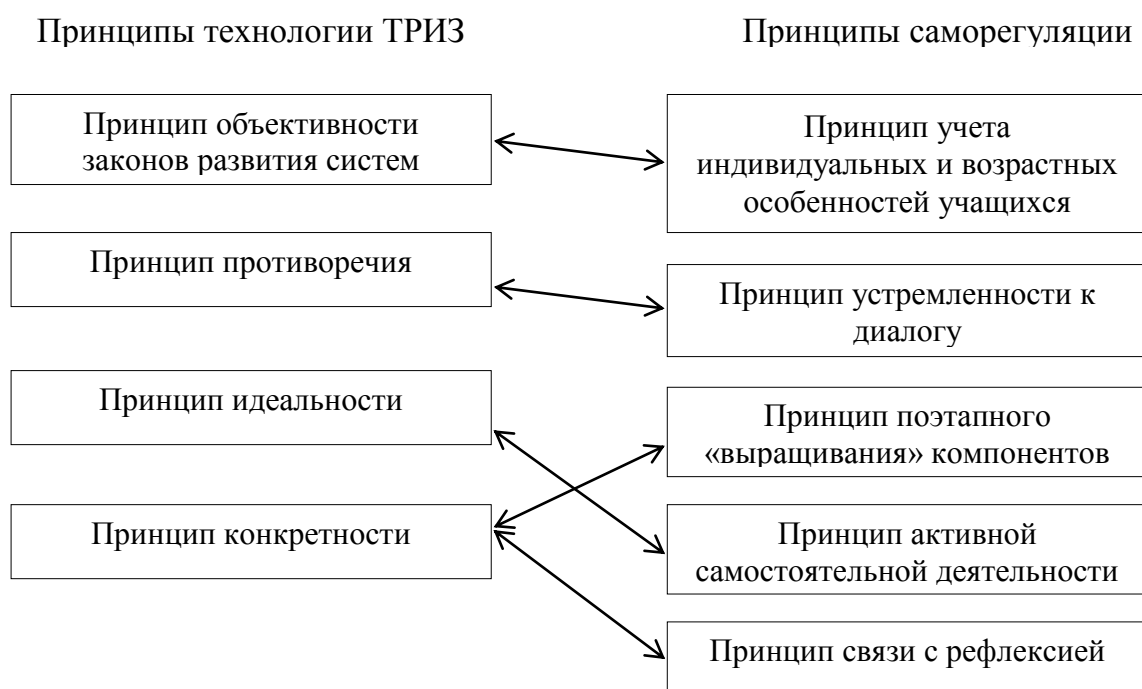 Принципы технологии ТРИЗ
Принципы саморегуляции
Принцип объективности
законов развития систем
Принцип противоречия
Принцип идеальности
Принцип конкретности
Принцип учета
индивидуальных и возрастных
особенностей учащихся
Принцип устремленности к
диалогу
Принцип поэтапного
«выращивания» компонентов
Принцип активной
самостоятельной деятельности
Принцип связи с рефлексией